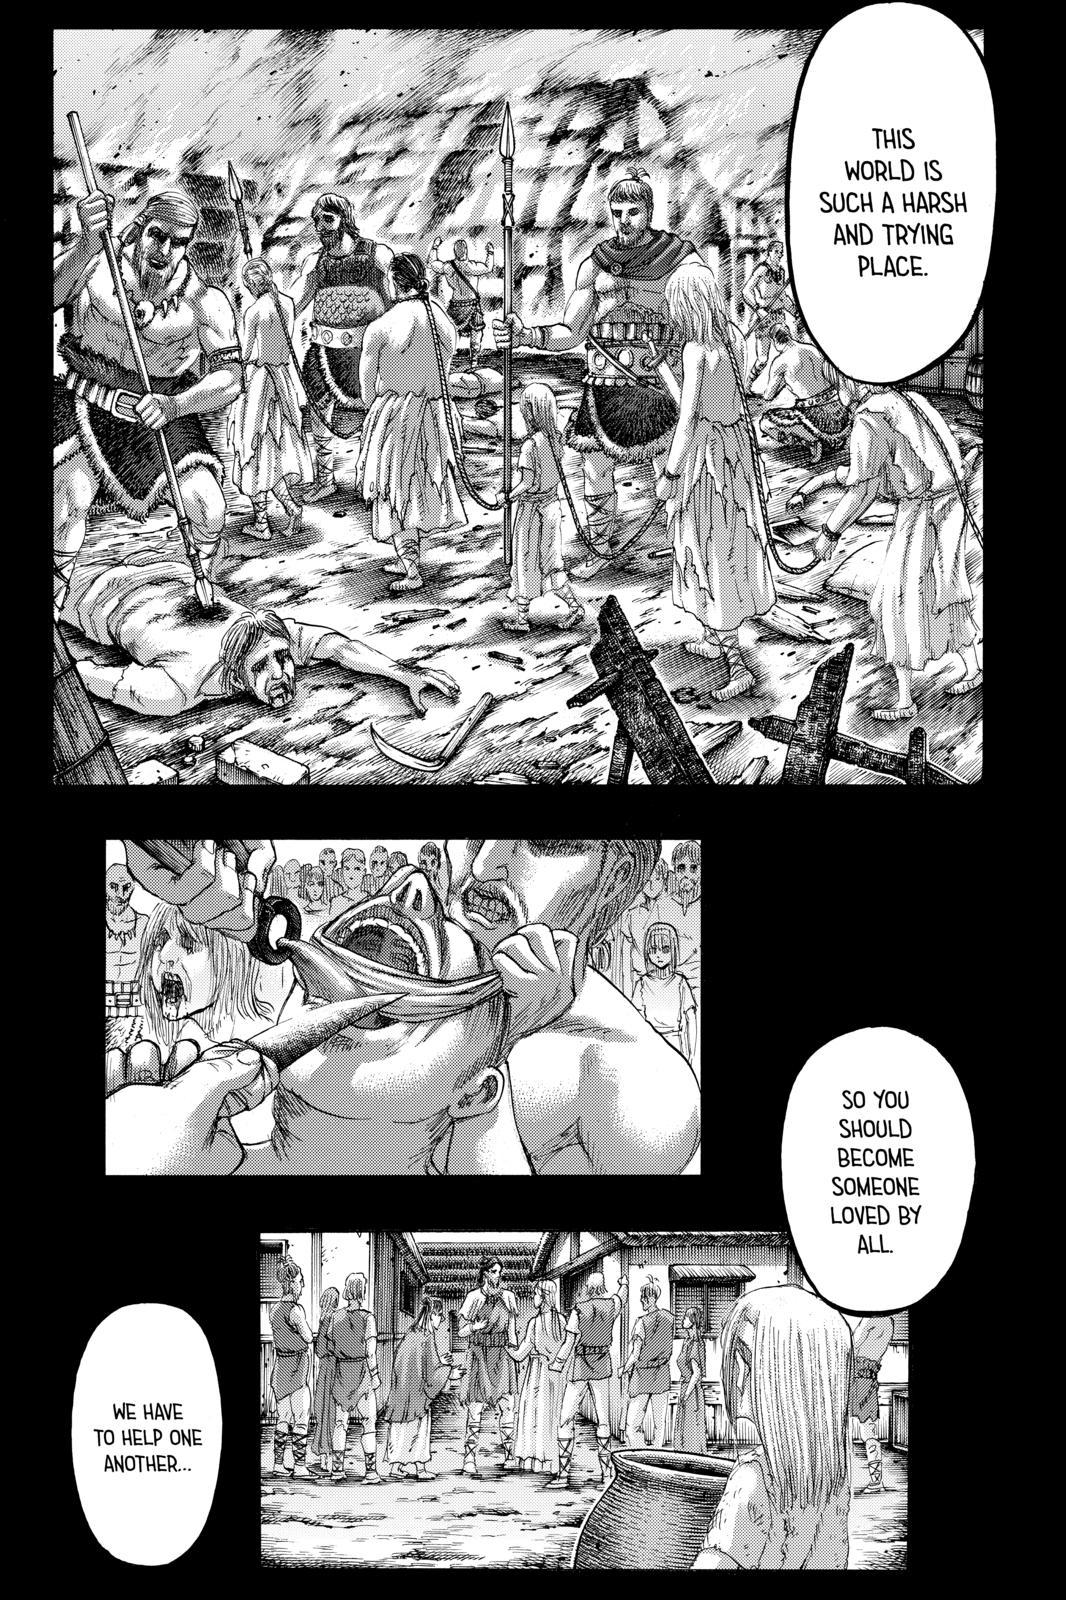 THIS
WORLD IS
SUCH A HARSH
AND TRYING
PLACE.
SO YOU
SHOULD
BECOME
SOMEONE
LOVED BY
ALL.
WE HAVE
TO HELP ONE
ANOTHER...